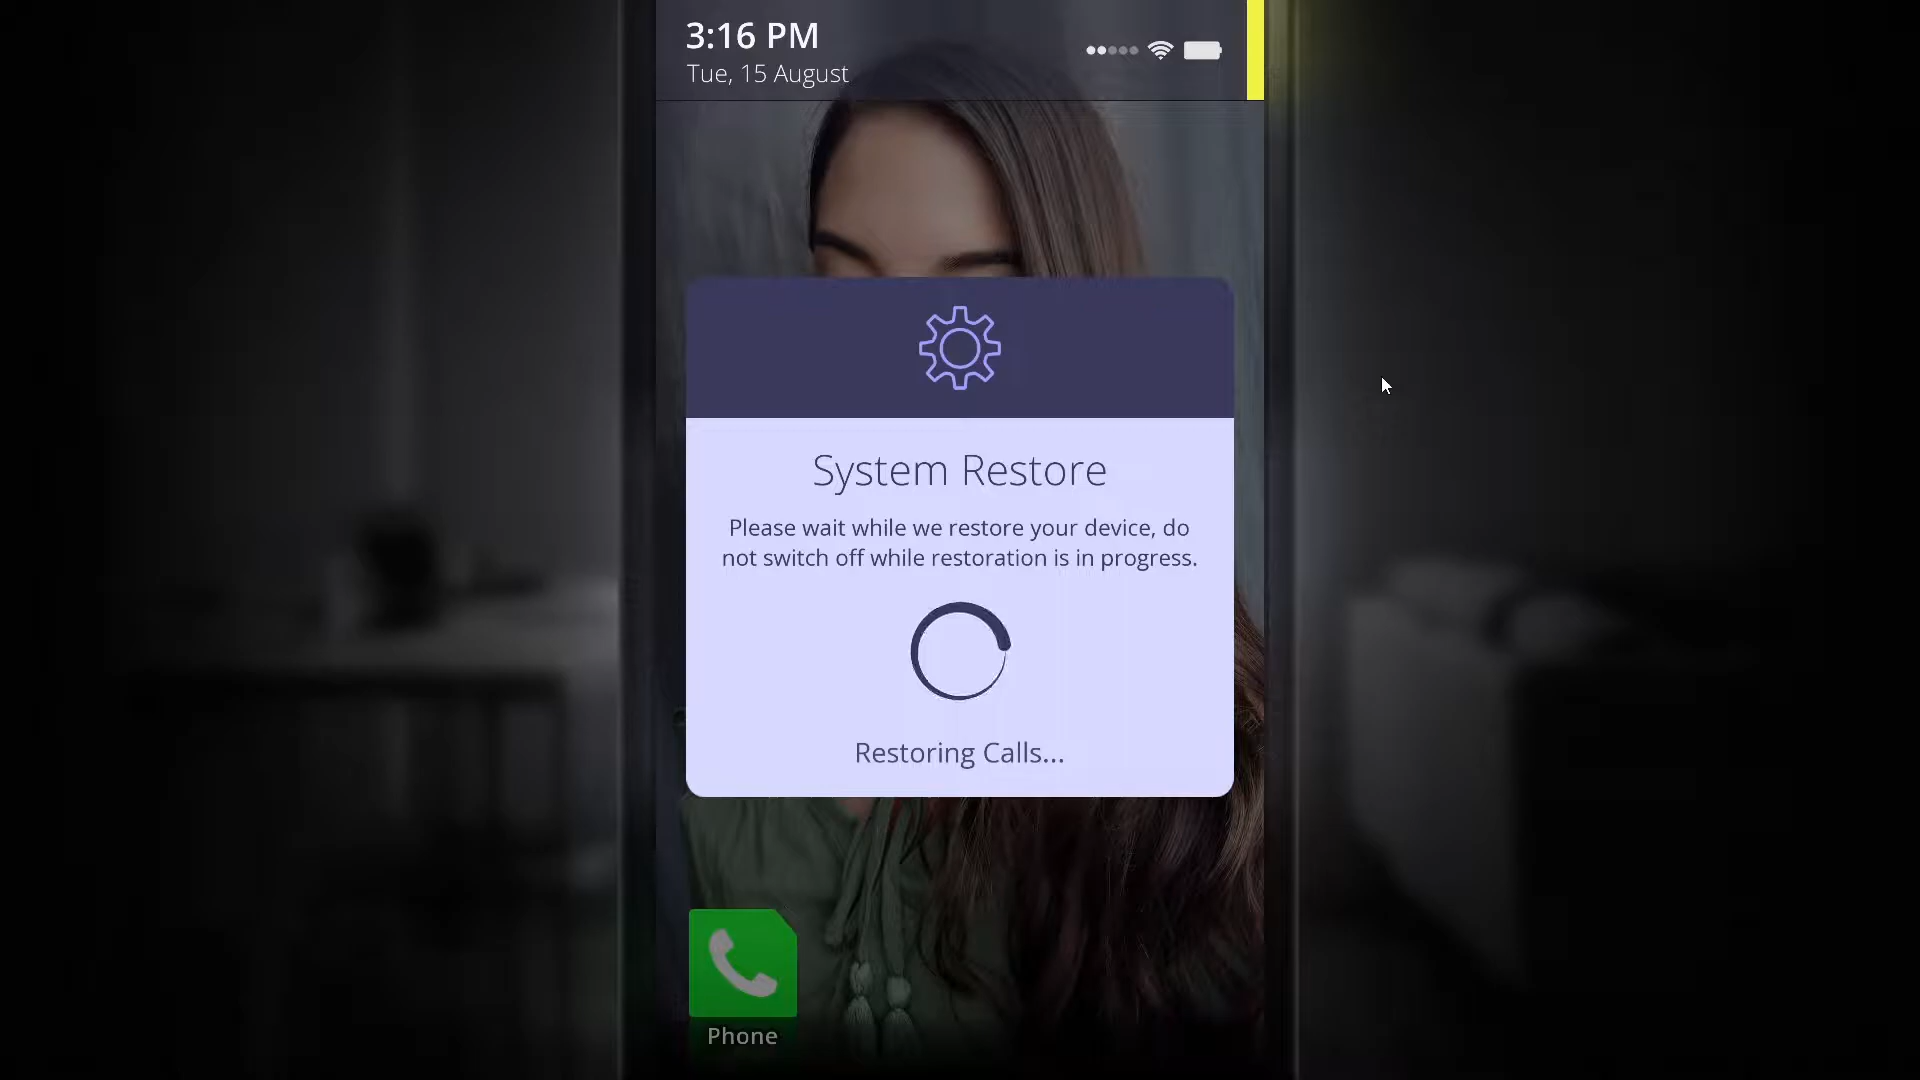 3:16 PM
Tue, 15 August
System Restore
Please wait while we restore your device, do
not switch off while restoration is in progress.
Restoring Calls...
Phone